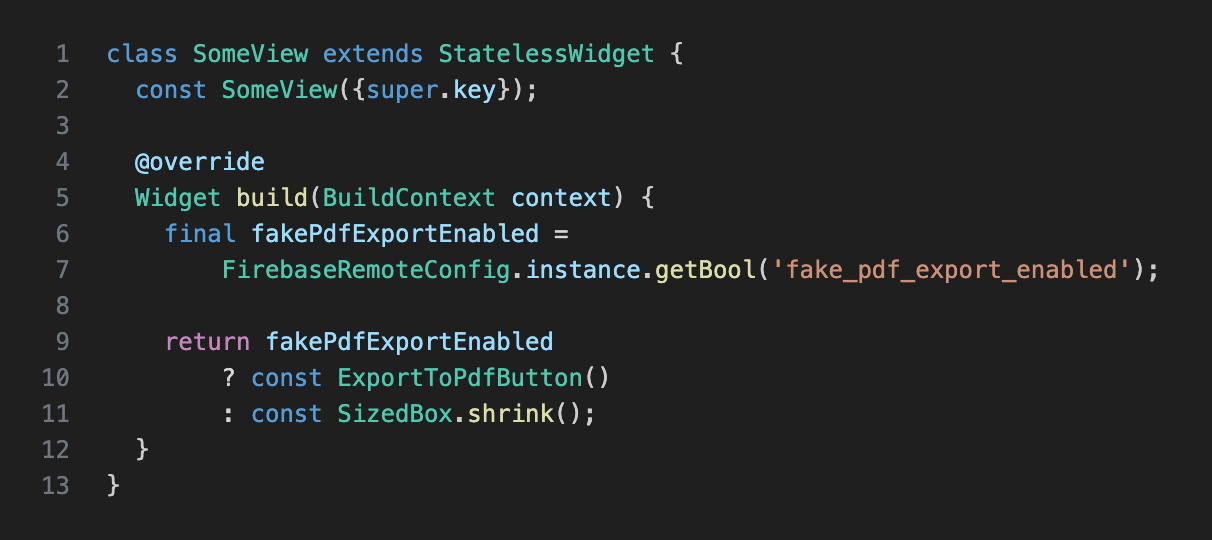 1 class SomeView extends StatelessWidget {
2   const SomeView({super.key});
3
4   @override
5   Widget build(BuildContext context) {
6     final fakePdfExportEnabled =
7         FirebaseRemoteConfig.instance.getBool('fake_pdf_export_enabled');
8
9     return fakePdfExportEnabled
10         ? const ExportToPdfButton()
11         : const SizedBox.shrink();
12   }
13 }